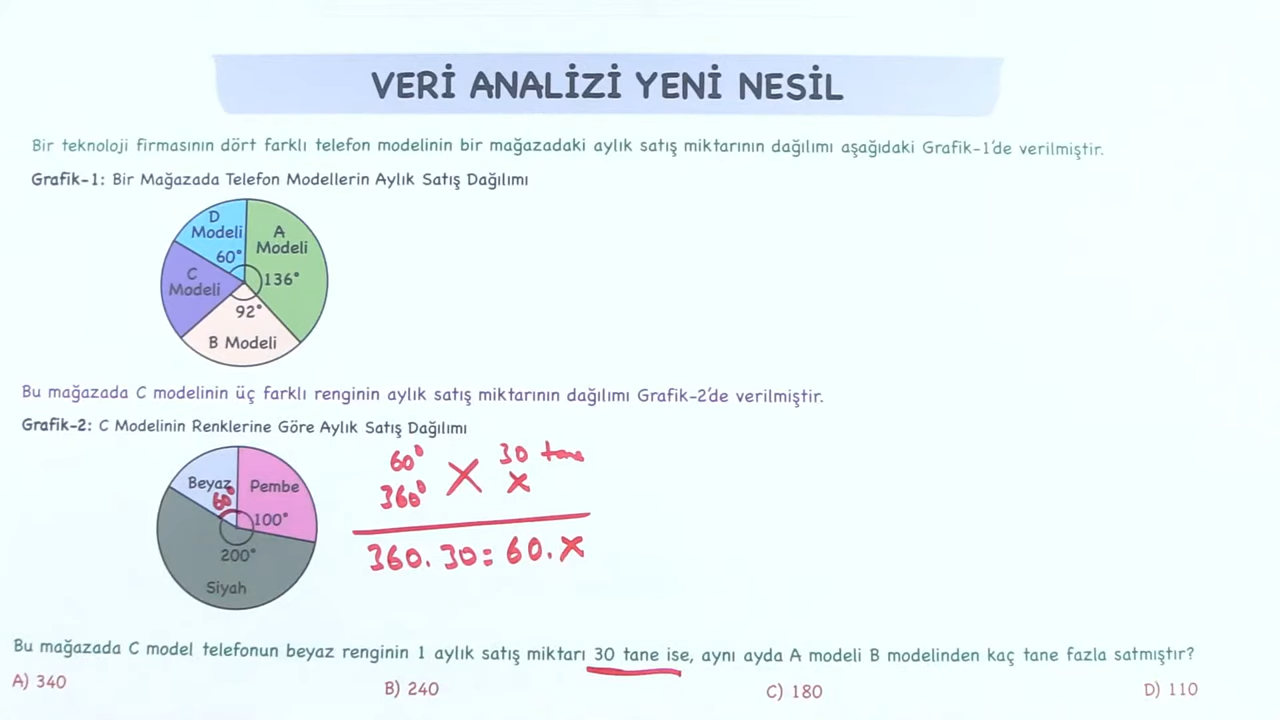 VERİ ANALİZİ YENİ NESİL
Bir teknoloji firmasının dört farklı telefon modelinin bir mağazadaki aylık satış miktarının dağılımı aşağıdaki Grafik-1'de verilmiştir.
Grafik-1: Bir Mağazada Telefon Modellerin Aylık Satış Dağılımı
D
Modeli
60°
A
Modeli
136°
C
Modeli
92°
B Modeli
Bu mağazada C modelinin üç farklı renginin aylık satış miktarının dağılımı Grafik-2'de verilmiştir.
Grafik-2: C Modelinin Renklerine Göre Aylık Satış Dağılımı
Beyaz
60°
Pembe
100°
200°
Siyah
60° 30 tane
360° x
360.30=60.x
Bu mağazada C model telefonun beyaz renginin 1 aylık satış miktarı 30 tane ise, aynı ayda A modeli B modelinden kaç tane fazla satmıştır?
A) 340
B) 240
C) 180
D) 110